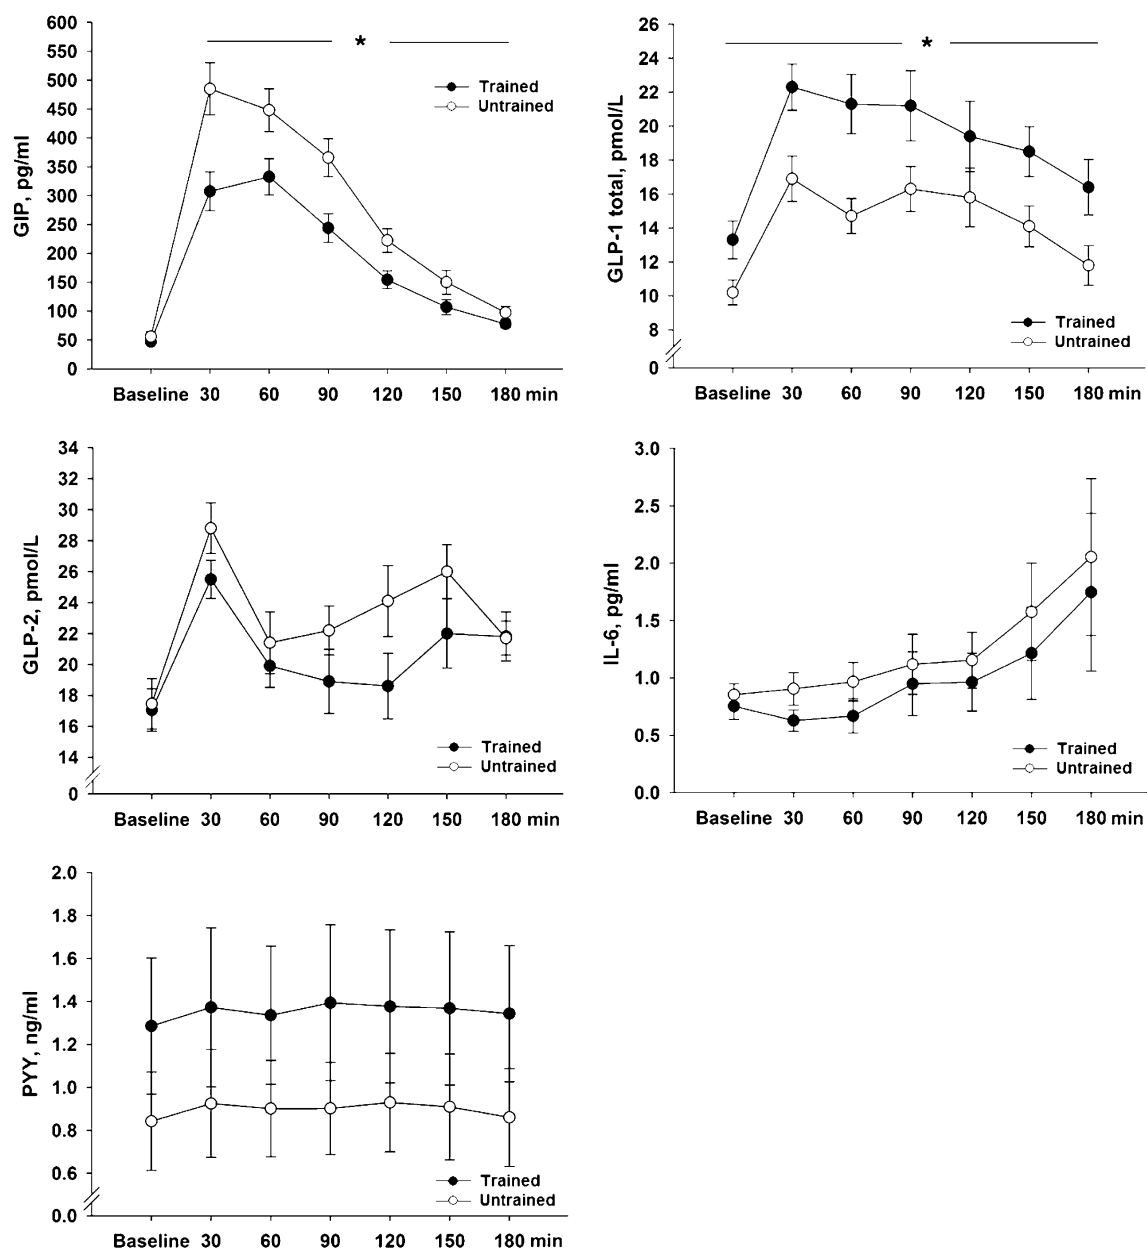 GIP, pg/ml
600
550
500
450
400
350
300
250
200
150
100
50
0
*
Trained
Untrained
Baseline 30 60 90 120 150 180 min
GLP-1 total, pmol/L
26
24
22
20
18
16
14
12
10
8
0
*
Trained
Untrained
Baseline 30 60 90 120 150 180 min
GLP-2, pmol/L
34
32
30
28
26
24
22
20
18
16
14
0
Trained
Untrained
Baseline 30 60 90 120 150 180 min
IL-6, pg/ml
3.0
2.5
2.0
1.5
1.0
0.5
0.0
Trained
Untrained
Baseline 30 60 90 120 150 180 min
PYY, ng/ml
2.0
1.8
1.6
1.4
1.2
1.0
0.8
0.6
0.0
Trained
Untrained
Baseline 30 60 90 120 150 180 min